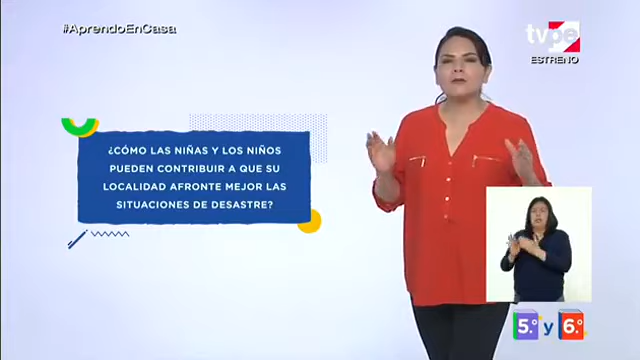 #AprendoEnCasa
tvpe
ESTRENO
¿CÓMO LAS NIÑAS Y LOS NIÑOS
PUEDEN CONTRIBUIR A QUE SU
LOCALIDAD AFRONTE MEJOR LAS
SITUACIONES DE DESASTRE?
5.º y 6.º